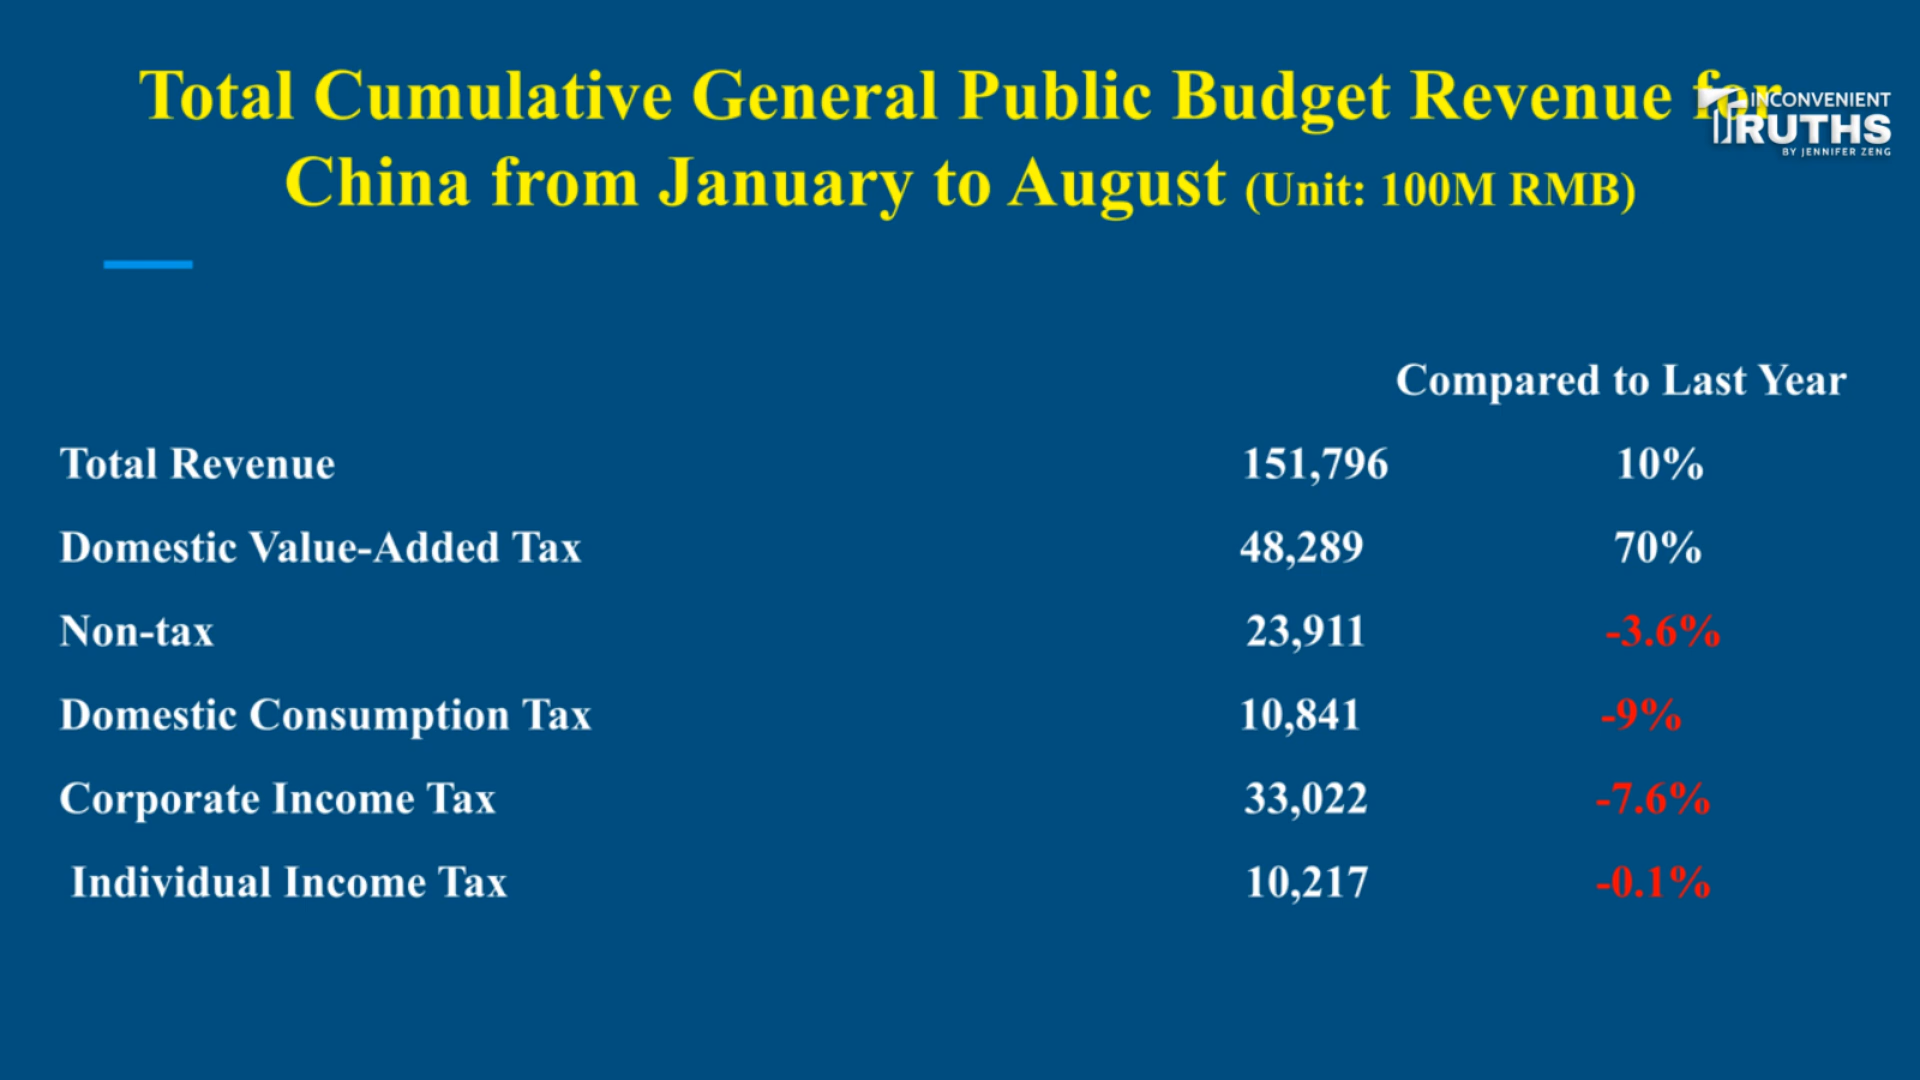 Total Cumulative General Public Budget Revenue for
INCONVENIENT
TRUTHS
BY JENNIFER ZENG
China from January to August (Unit: 100M RMB)
Compared to Last Year
Total Revenue 151,796 10%
Domestic Value-Added Tax 48,289 70%
Non-tax 23,911 -3.6%
Domestic Consumption Tax 10,841 -9%
Corporate Income Tax 33,022 -7.6%
Individual Income Tax 10,217 -0.1%